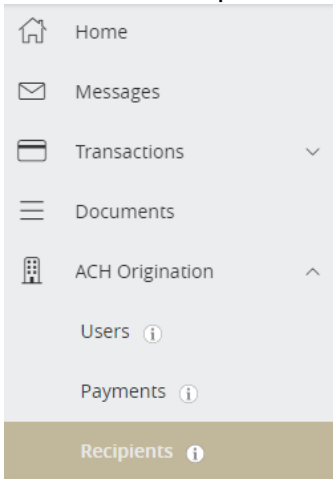 Home
Messages
Transactions
Documents
ACH Origination
Users
Payments
Recipients